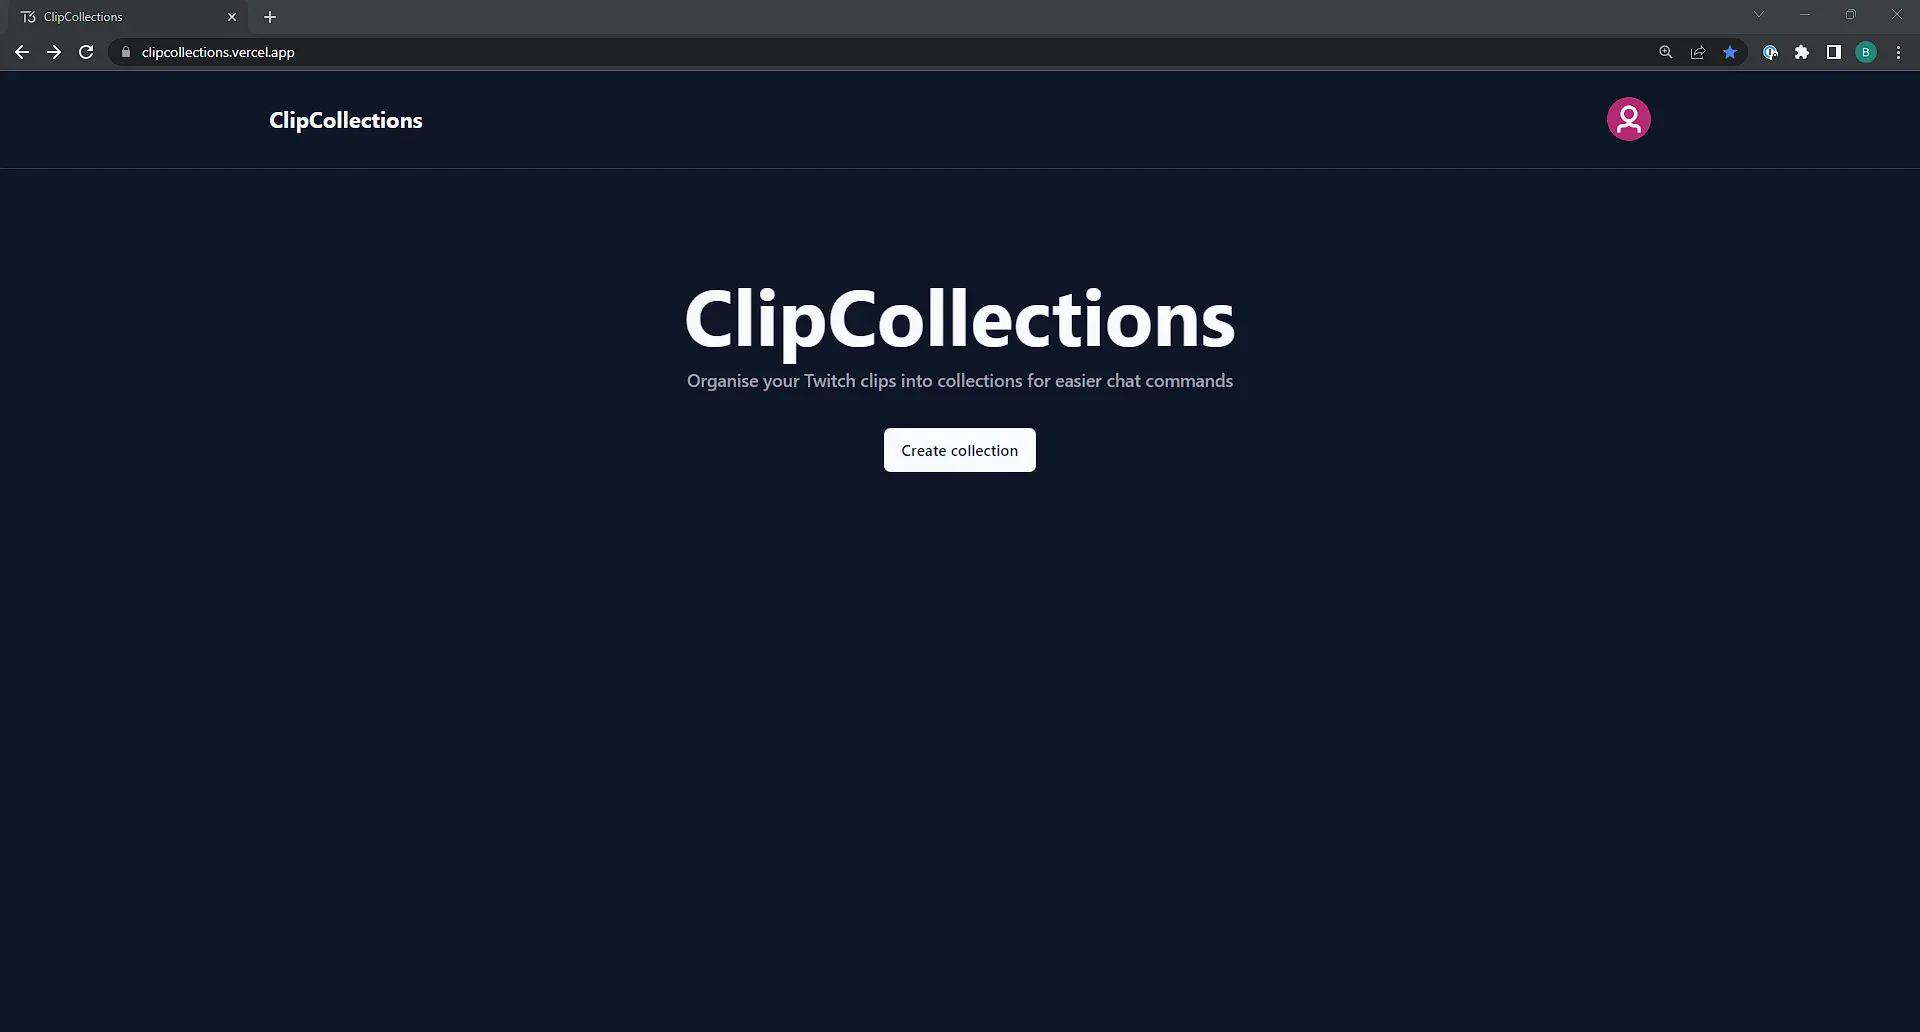 ClipCollections
clipcollections.vercel.app
B
ClipCollections
ClipCollections
Organise your Twitch clips into collections for easier chat commands
Create collection